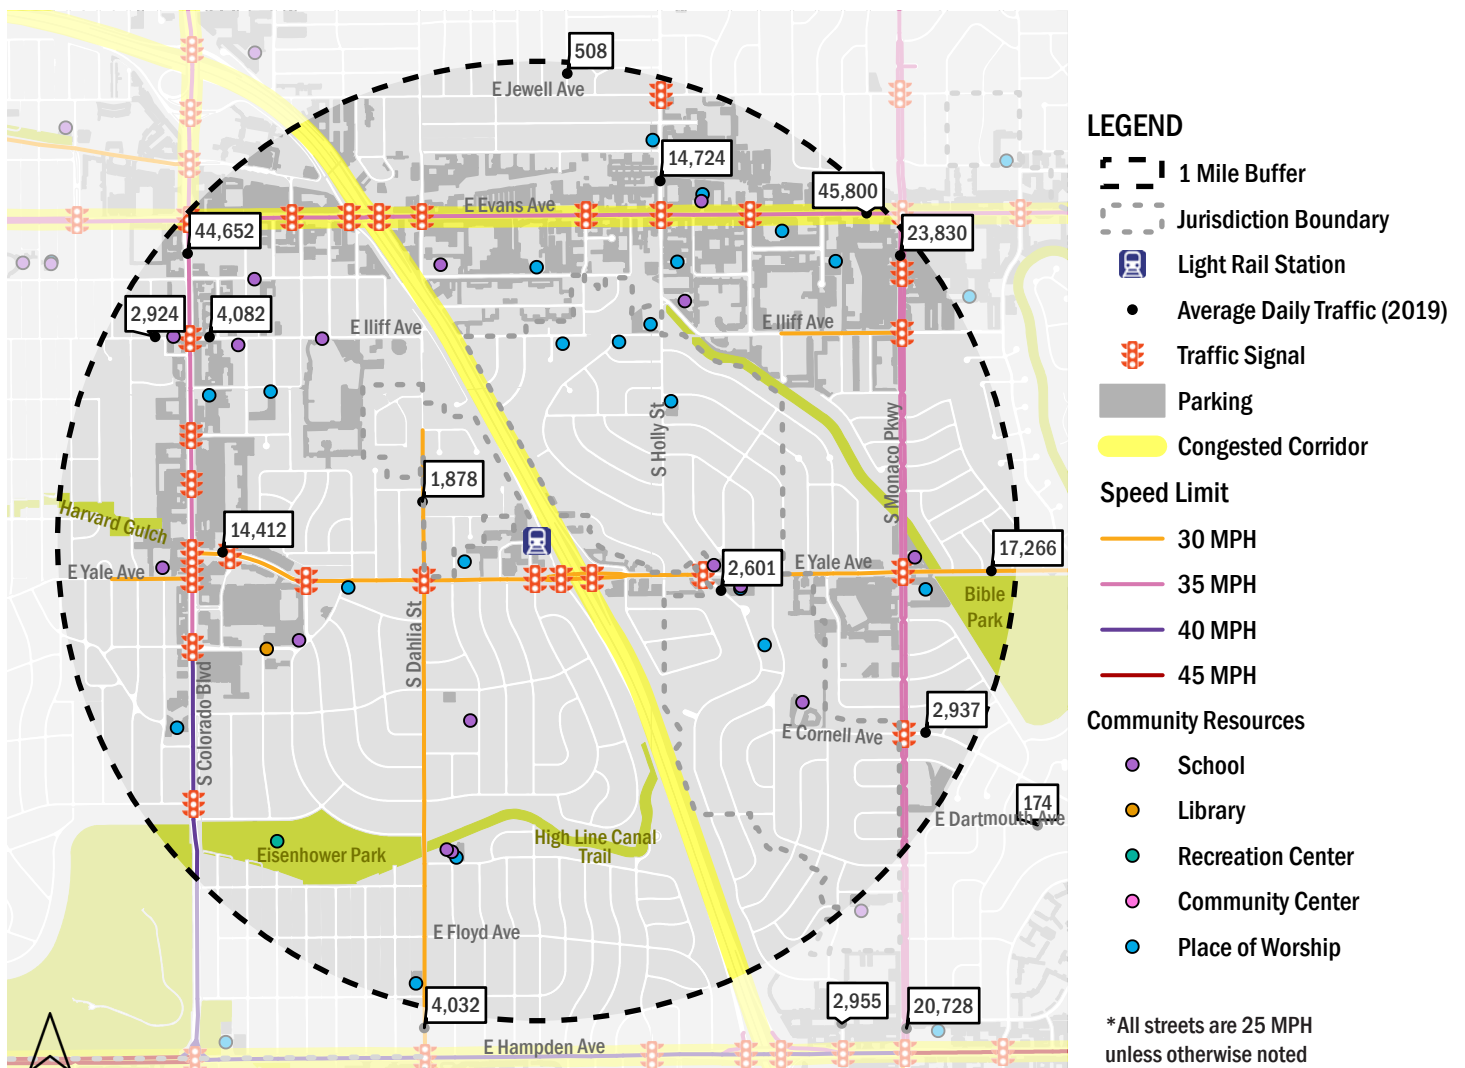 508
E Jewell Ave
14,724
45,800
E Evans Ave
44,652
23,830
2,924
4,082
E Iliff Ave
E Iliff Ave
S Holly St
S Monaco Pkwy
1,878
Harvard Gulch
14,412
17,266
E Yale Ave
E Yale Ave
2,601
Bible
Park
S Dahlia St
S Colorado Blvd
2,937
E Cornell Ave
174
E Dartmouth Ave
High Line Canal
Trail
Eisenhower Park
E Floyd Ave
4,032
2,955
20,728
E Hampden Ave
LEGEND
1 Mile Buffer
Jurisdiction Boundary
Light Rail Station
Average Daily Traffic (2019)
Traffic Signal
Parking
Congested Corridor
Speed Limit
30 MPH
35 MPH
40 MPH
45 MPH
Community Resources
School
Library
Recreation Center
Community Center
Place of Worship
*All streets are 25 MPH
unless otherwise noted